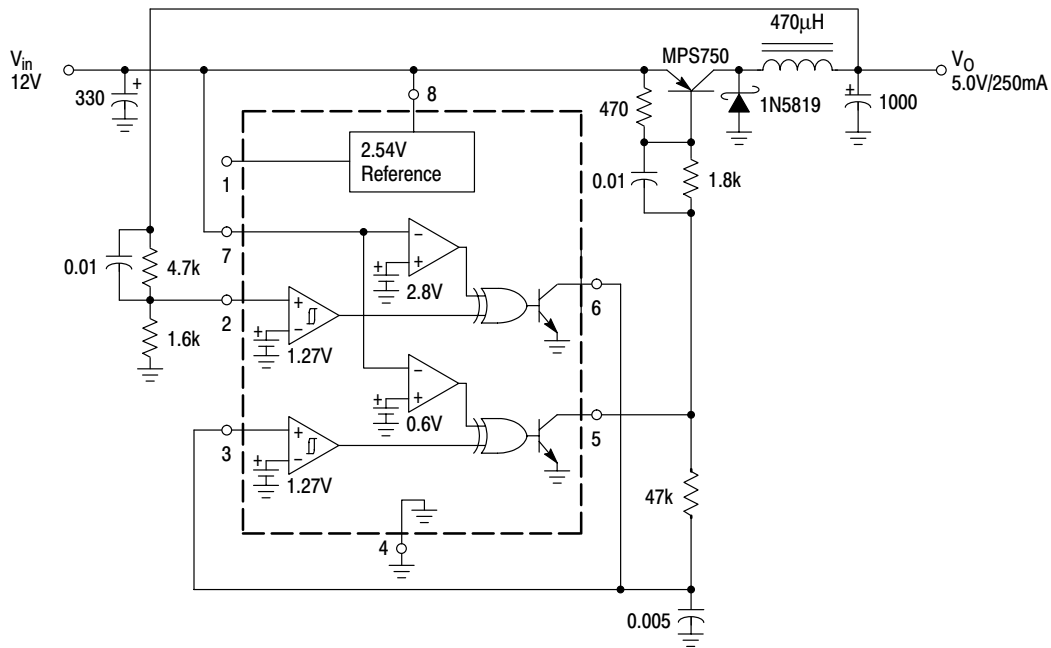 470μH
MPS750
V_in
12V
V_O
5.0V/250mA
330
8
470
1N5819
1000
2.54V
Reference
1
0.01
1.8k
7
0.01
4.7k
2.8V
6
2
1.6k
1.27V
0.6V
5
3
1.27V
47k
4
0.005
+
+
+
+
+
+
+
−
+
+
−
−
+
+
−